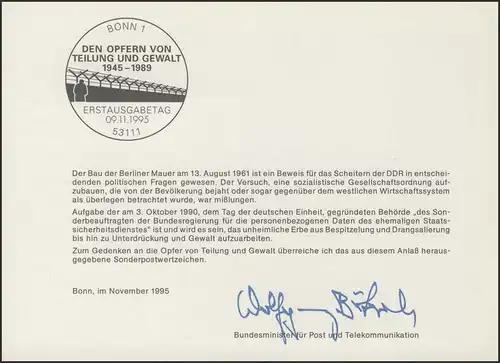 BONN 1
DEN OPFERN VON
TEILUNG UND GEWALT
1945-1989
ERSTAUSGABETAG
09.11.1995
53111
Der Bau der Berliner Mauer am 13. August 1961 ist ein Beweis für das Scheitern der DDR in entschei-
denden politischen Fragen gewesen. Der Versuch, eine sozialistische Gesellschaftsordnung auf-
zubauen, die von der Bevölkerung bejaht oder sogar gegenüber dem westlichen Wirtschaftssystem
als überlegen betrachtet wurde, war mißlungen.
Aufgabe der am 3. Oktober 1990, dem Tag der deutschen Einheit, gegründeten Behörde „des Son-
derbeauftragten der Bundesregierung für die personenbezogenen Daten des ehemaligen Staats-
sicherheitsdienstes" ist und wird es sein, das unheimliche Erbe aus Bespitzelung und Drangsalierung
bis hin zu Unterdrückung und Gewalt aufzuarbeiten.
Zum Gedenken an die Opfer von Teilung und Gewalt überreiche ich das aus diesem Anlaß heraus-
gegebene Sonderpostwertzeichen.
Bonn, im November 1995
Wolfgang Bötsch
Bundesminister für Post und Telekommunikation